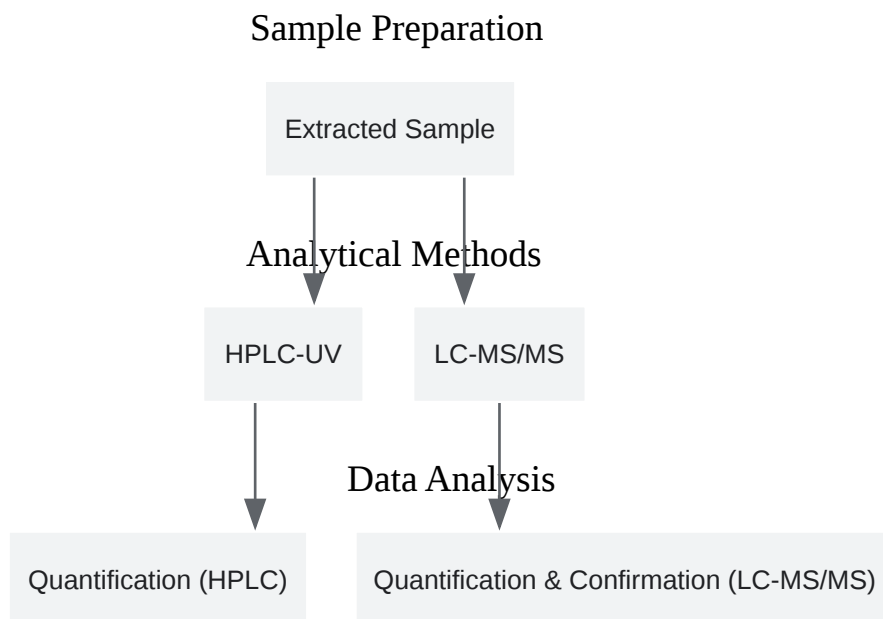 Sample Preparation
Extracted Sample
Analytical Methods
HPLC-UV
LC-MS/MS
Data Analysis
Quantification (HPLC)
Quantification & Confirmation (LC-MS/MS)